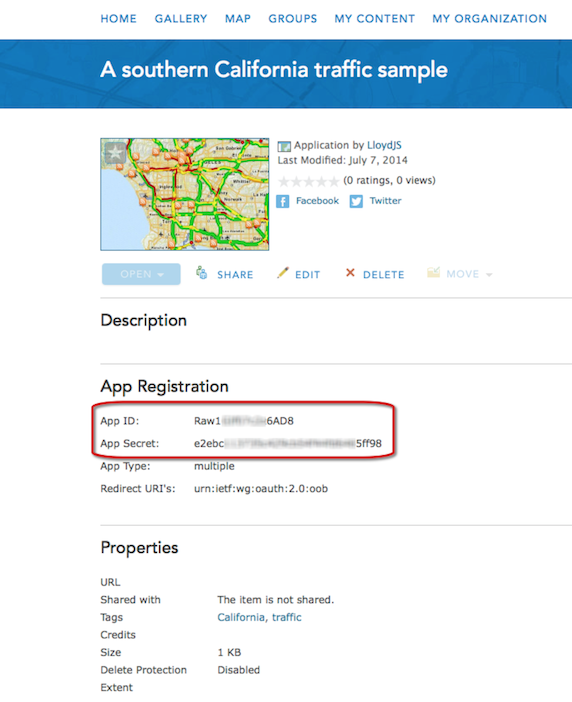 HOME GALLERY MAP GROUPS MY CONTENT MY ORGANIZATION
A southern California traffic sample
Application by LloydJS
Last Modified: July 7, 2014
(0 ratings, 0 views)
Facebook Twitter
OPEN SHARE EDIT DELETE MOVE
Description
App Registration
App ID: Raw1 6AD8
App Secret: e2ebc 5ff98
App Type: multiple
Redirect URI's: urn:ietf:wg:oauth:2.0:oob
Properties
URL
Shared with The item is not shared.
Tags California, traffic
Credits
Size 1 KB
Delete Protection Disabled
Extent